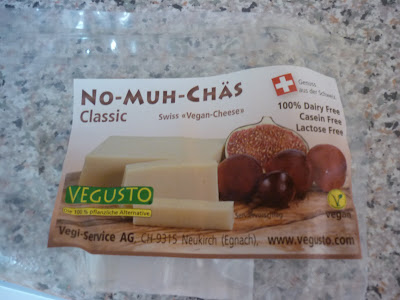 No-Muh-Chäs
Classic
Swiss «Vegan-Cheese»
Genuss
aus der Schweiz
100% Dairy Free
Casein Free
Lactose Free
VEGUSTO
Die 100% pflanzliche Alternative.
vegan
Vegi-Service AG, CH-9315 Neukirch (Egnach), www.vegusto.com